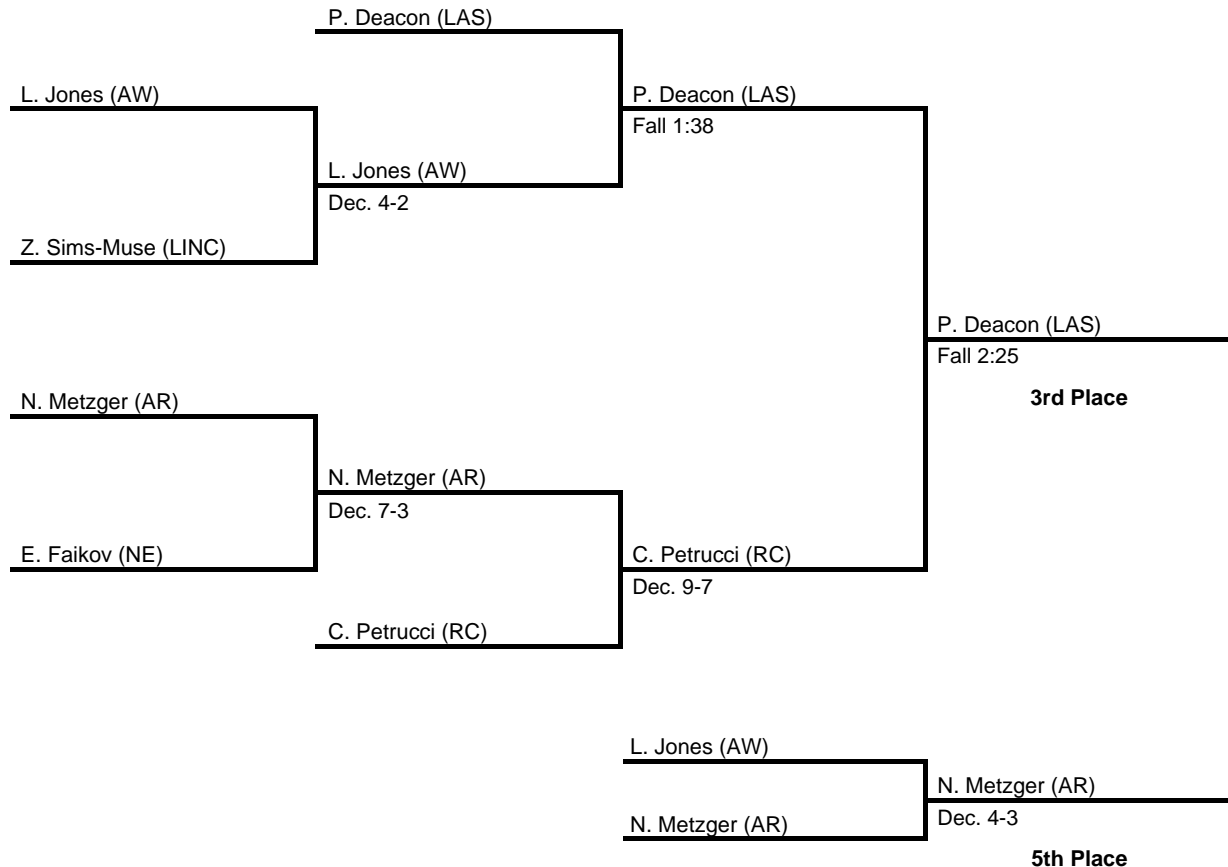 P. Deacon (LAS)
L. Jones (AW)
P. Deacon (LAS)
Fall 1:38
L. Jones (AW)
Dec. 4-2
Z. Sims-Muse (LINC)
P. Deacon (LAS)
Fall 2:25
3rd Place
N. Metzger (AR)
N. Metzger (AR)
Dec. 7-3
E. Faikov (NE)
C. Petrucci (RC)
Dec. 9-7
C. Petrucci (RC)
L. Jones (AW)
N. Metzger (AR)
Dec. 4-3
N. Metzger (AR)
5th Place